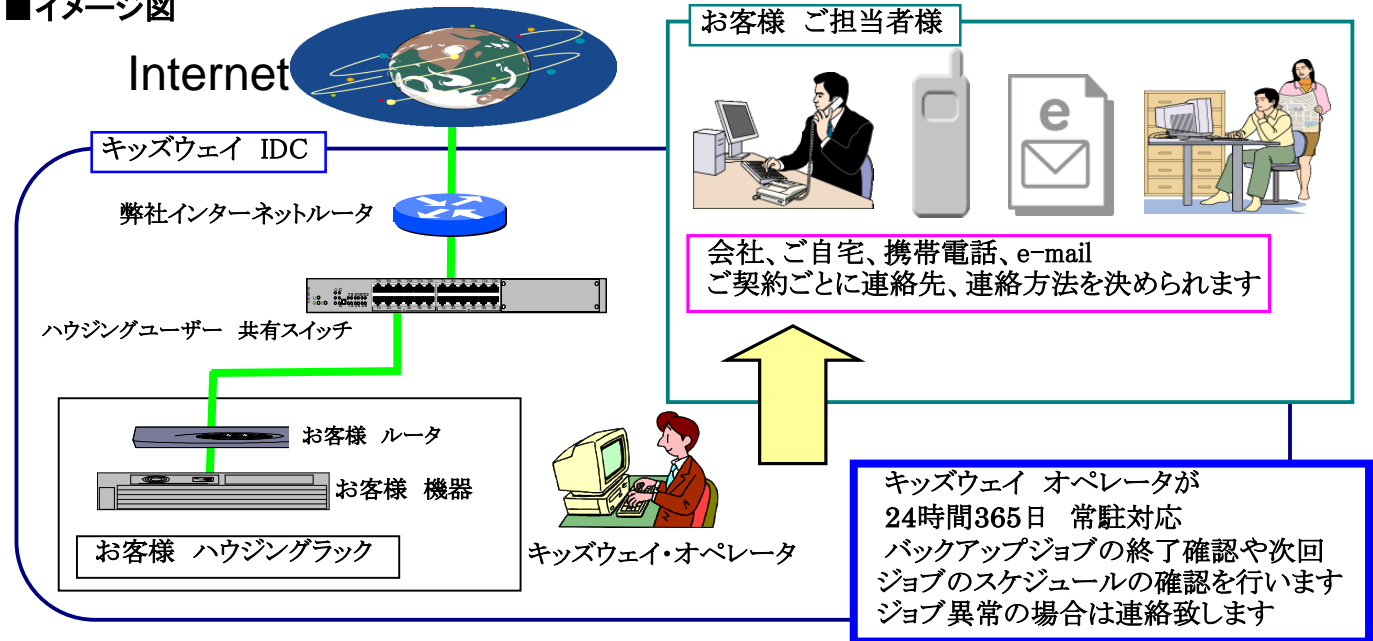 ■イメージ図
Internet
お客様 ご担当者様
キッズウェイ IDC
弊社インターネットルータ
e
会社、ご自宅、携帯電話、e-mail
ご契約ごとに連絡先、連絡方法を決められます
ハウジングユーザー 共有スイッチ
お客様 ルータ
お客様 機器
お客様 ハウジングラック
キッズウェイ・オペレータ
キッズウェイ オペレータが
24時間365日 常駐対応
バックアップジョブの終了確認や次回
ジョブのスケジュールの確認を行います
ジョブ異常の場合は連絡致します